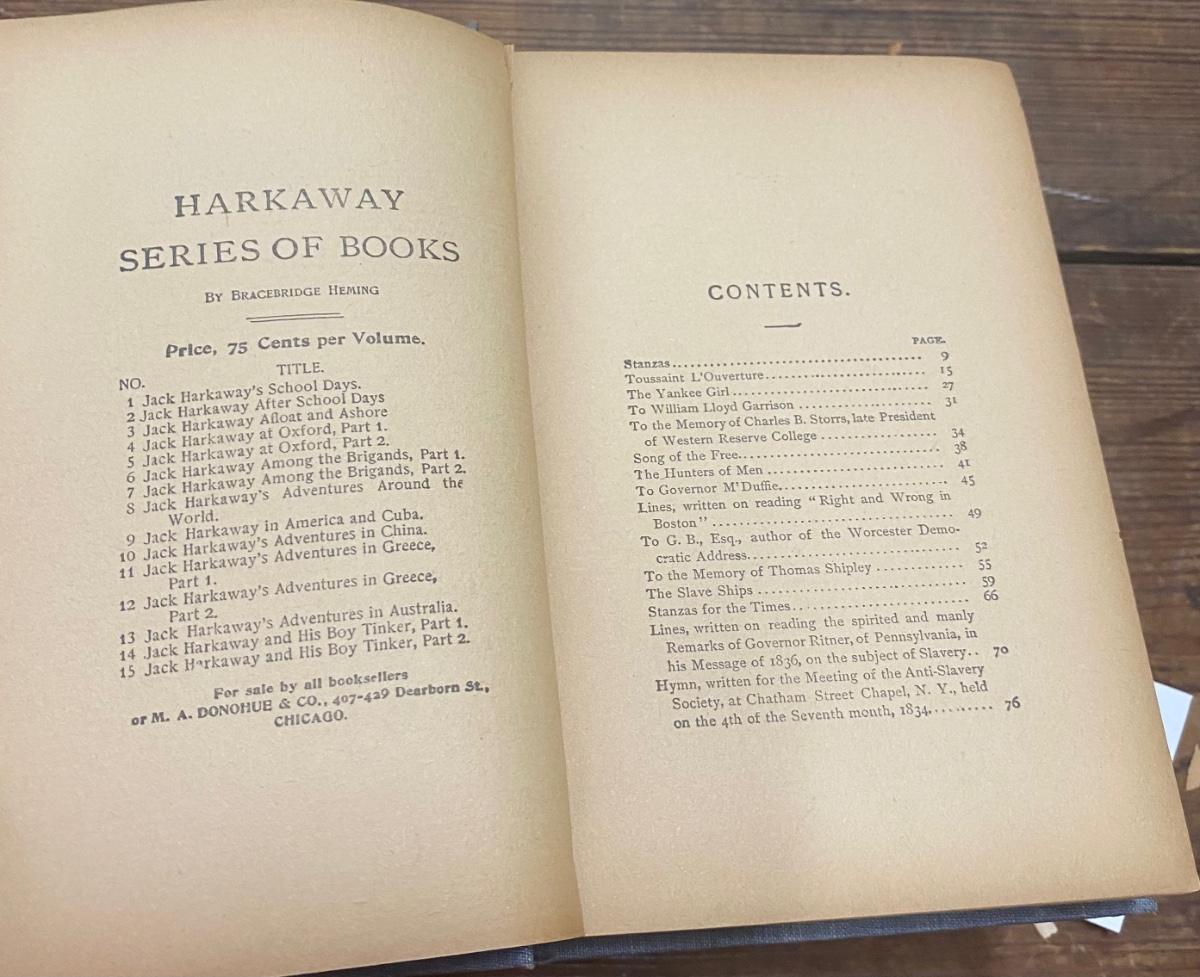 HARKAWAY
SERIES OF BOOKS
BY BRACEBRIDGE HEMING
Price, 75 Cents per Volume.
NO. TITLE.
1 Jack Harkaway's School Days.
2 Jack Harkaway After School Days
3 Jack Harkaway Afloat and Ashore
4 Jack Harkaway at Oxford, Part 1.
5 Jack Harkaway at Oxford, Part 2.
6 Jack Harkaway Among the Brigands, Part 1.
7 Jack Harkaway Among the Brigands, Part 2.
8 Jack Harkaway's Adventures Around the
World.
9 Jack Harkaway in America and Cuba.
10 Jack Harkaway's Adventures in China.
11 Jack Harkaway's Adventures in Greece,
Part 1.
12 Jack Harkaway's Adventures in Greece,
Part 2.
13 Jack Harkaway's Adventures in Australia.
14 Jack Harkaway and His Boy Tinker, Part 1.
15 Jack Harkaway and His Boy Tinker, Part 2.
For sale by all booksellers
or M. A. DONOHUE & CO., 407-429 Dearborn St.,
CHICAGO.
CONTENTS.
PAGE.
Stanzas........................................ 9
Toussaint L'Ouverture............................. 15
The Yankee Girl.................................. 27
To William Lloyd Garrison ....................... 31
To the Memory of Charles B. Storrs, late President
of Western Reserve College .................... 34
Song of the Free.................................. 38
The Hunters of Men .............................. 41
To Governor M'Duffie............................. 45
Lines, written on reading "Right and Wrong in
Boston" ....................................... 49
To G. B., Esq., author of the Worcester Demo-
cratic Address................................. 52
To the Memory of Thomas Shipley ............... 55
The Slave Ships .................................. 59
Stanzas for the Times............................. 66
Lines, written on reading the spirited and manly
Remarks of Governor Ritner, of Pennsylvania, in
his Message of 1836, on the subject of Slavery.. 70
Hymn, written for the Meeting of the Anti-Slavery
Society, at Chatham Street Chapel, N. Y., held
on the 4th of the Seventh month, 1834.......... 76